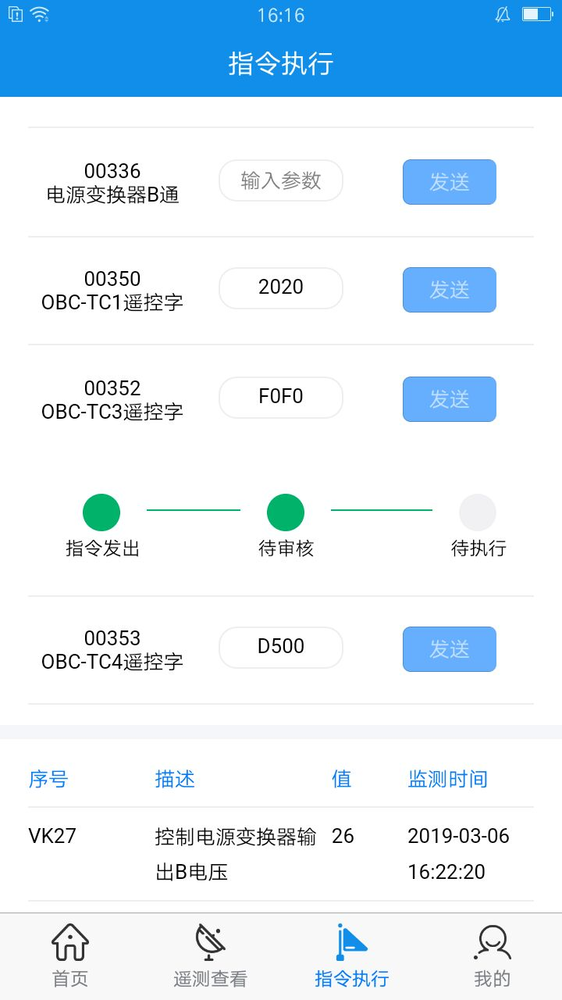 16:16
指令执行
00336
电源变换器B通
输入参数
发送
00350
OBC-TC1遥控字
2020
发送
00352
OBC-TC3遥控字
F0F0
发送
指令发出
待审核
待执行
00353
OBC-TC4遥控字
D500
发送
序号 描述 值 监测时间
VK27 控制电源变换器输 26 2019-03-06
出B电压 16:22:20
首页 遥测查看 指令执行 我的